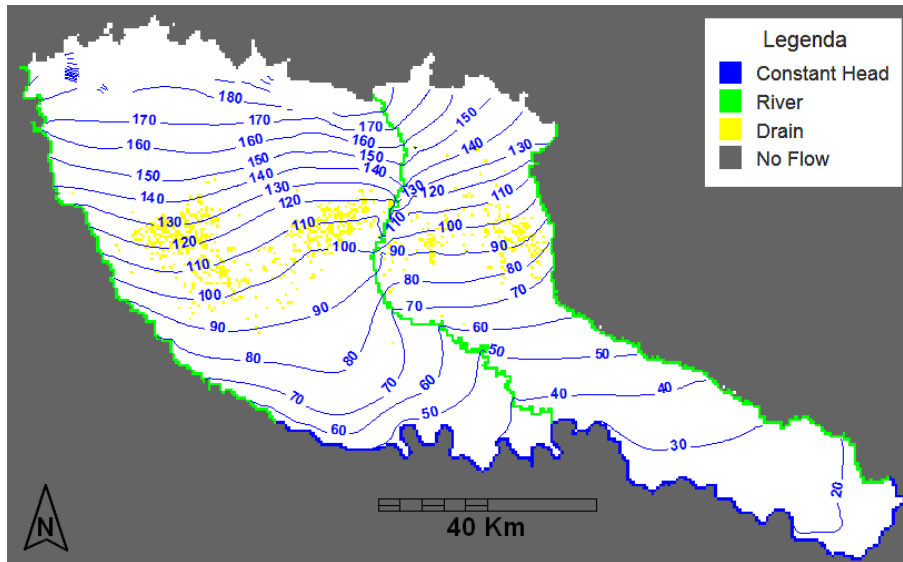 Legenda
Constant Head
River
Drain
No Flow
180
150
170 170 170
160 160 160 140
150 150 130
150 140
140
130 130 120 110
140 120
130 110 110 100
120 100 90 90
110 80
80 70
100 90 70
90 60
80 50 50
80 60
70 40
70 40
60 50
30
20
N
40 Km